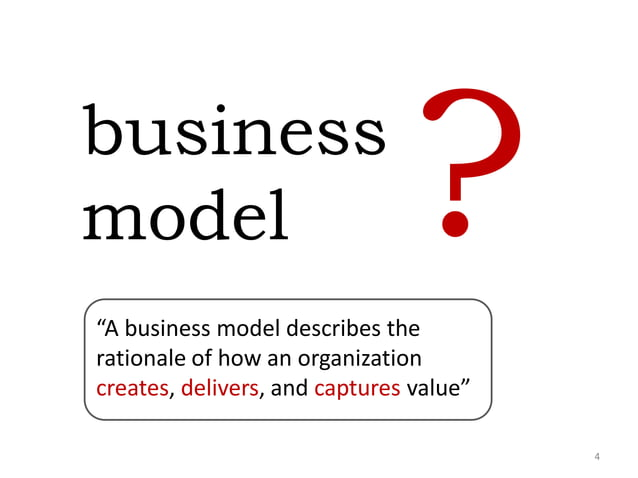 business
model
?
“A business model describes the
rationale of how an organization
creates, delivers, and captures value”
4